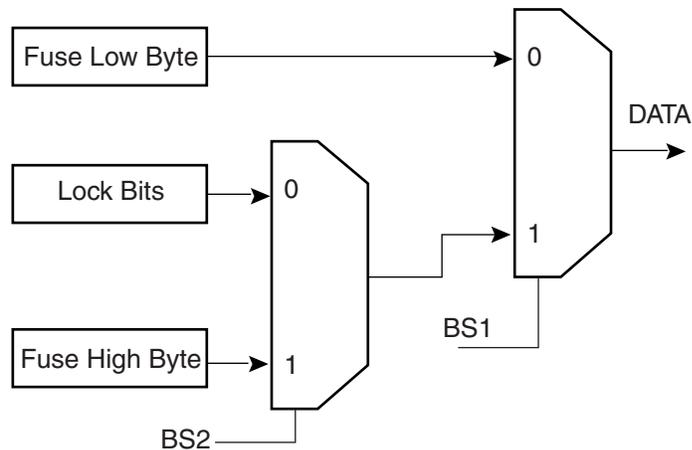 Fuse Low Byte
0
DATA
Lock Bits
0
1
BS1
Fuse High Byte
1
BS2